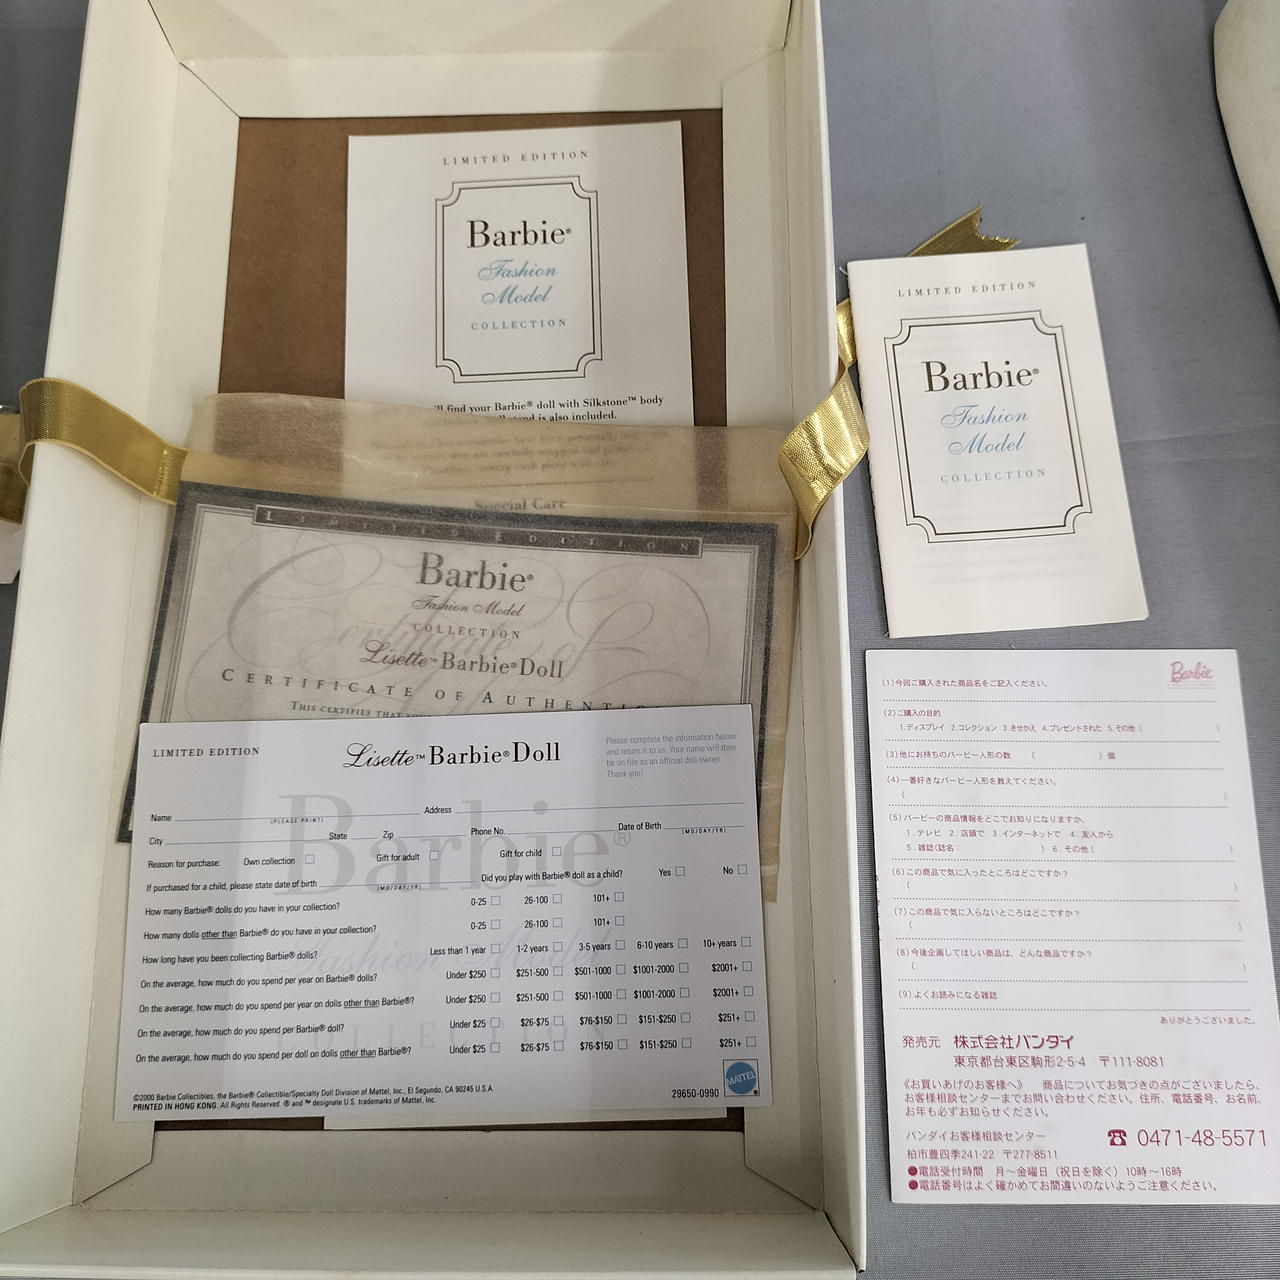 LIMITED EDITION
Barbie®
Fashion
Model
COLLECTION
'll find your Barbie® doll with Silkstone™ body
is also included.
Special Care
LIMITED EDITION
Barbie®
Fashion Model
COLLECTION
Certificate of
Lisette™ Barbie® Doll
CERTIFICATE OF AUTHENTI
THIS CERTIFIES THAT YOU
LIMITED EDITION
Lisette™ Barbie® Doll
Please complete the information below
and return it to us. Your name will then
be on file as an official doll owner.
Thank you!
Name (PLEASE PRINT) Address
City State Zip Phone No. Date of Birth (MO/DAY/YR)
Reason for purchase: Own collection Gift for adult Gift for child
If purchased for a child, please state date of birth (MO/DAY/YR) Did you play with Barbie® doll as a child? Yes No
How many Barbie® dolls do you have in your collection? 0-25 26-100 101+
How many dolls other than Barbie® do you have in your collection? 0-25 26-100 101+
How long have you been collecting Barbie® dolls? Less than 1 year 1-2 years 3-5 years 6-10 years 10+ years
On the average, how much do you spend per year on Barbie® dolls? Under $250 $251-500 $501-1000 $1001-2000 $2001+
On the average, how much do you spend per year on dolls other than Barbie®? Under $250 $251-500 $501-1000 $1001-2000 $2001+
On the average, how much do you spend per Barbie® doll? Under $25 $26-$75 $76-$150 $151-$250 $251+
On the average, how much do you spend per doll on dolls other than Barbie®? Under $25 $26-$75 $76-$150 $151-$250 $251+
Barbie®
Fashion Model
COLLECTION
©2000 Barbie Collectibles, the Barbie® Collectible/Specialty Doll Division of Mattel, Inc., El Segundo, CA 90245 U.S.A.
PRINTED IN HONG KONG. All Rights Reserved. ® and ™ designate U.S. trademarks of Mattel, Inc.
29650-0990
MATTEL®
LIMITED EDITION
Barbie®
Fashion
Model
COLLECTION
Barbie
(1)今回ご購入された商品名をご記入ください。
(2)ご購入の目的
1.ディスプレイ 2.コレクション 3.きせかえ 4.プレゼントされた 5.その他( )
(3)他にお持ちのバービー人形の数 ( )個
(4)一番好きなバービー人形を教えてください。
( )
(5)バービーの商品情報をどこでお知りになりますか。
1.テレビ 2.店頭で 3.インターネットで 4.友人から
5.雑誌(誌名: ) 6.その他( )
(6)この商品で気に入ったところはどこですか?
( )
(7)この商品で気に入らないところはどこですか?
( )
(8)今後企画してほしい商品は、どんな商品ですか?
( )
(9)よくお読みになる雑誌
ありがとうございました。
発売元 株式会社バンダイ
東京都台東区駒形2-5-4 〒111-8081
《お買いあげのお客様へ》 商品についてお気づきの点がございましたら、
お客様相談センターまでお問い合わせください。住所、電話番号、お名前、
お年も必ずお知らせください。
バンダイお客様相談センター ☎ 0471-48-5571
柏市豊四季241-22 〒277-8511
●電話受付時間 月〜金曜日(祝日を除く)10時〜16時
●電話番号はよく確かめてお間違いのないようご注意ください。